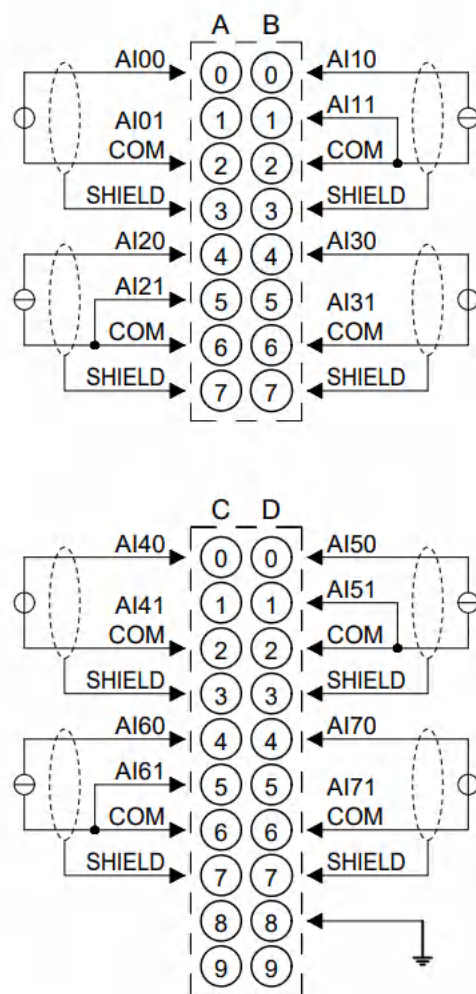 A B
AI00 0 0 AI10
AI01 1 1 AI11
COM 2 2 COM
SHIELD 3 3 SHIELD
AI20 4 4 AI30
AI21 5 5 AI31
COM 6 6 COM
SHIELD 7 7 SHIELD
C D
AI40 0 0 AI50
AI41 1 1 AI51
COM 2 2 COM
SHIELD 3 3 SHIELD
AI60 4 4 AI70
AI61 5 5 AI71
COM 6 6 COM
SHIELD 7 7 SHIELD
8 8
9 9